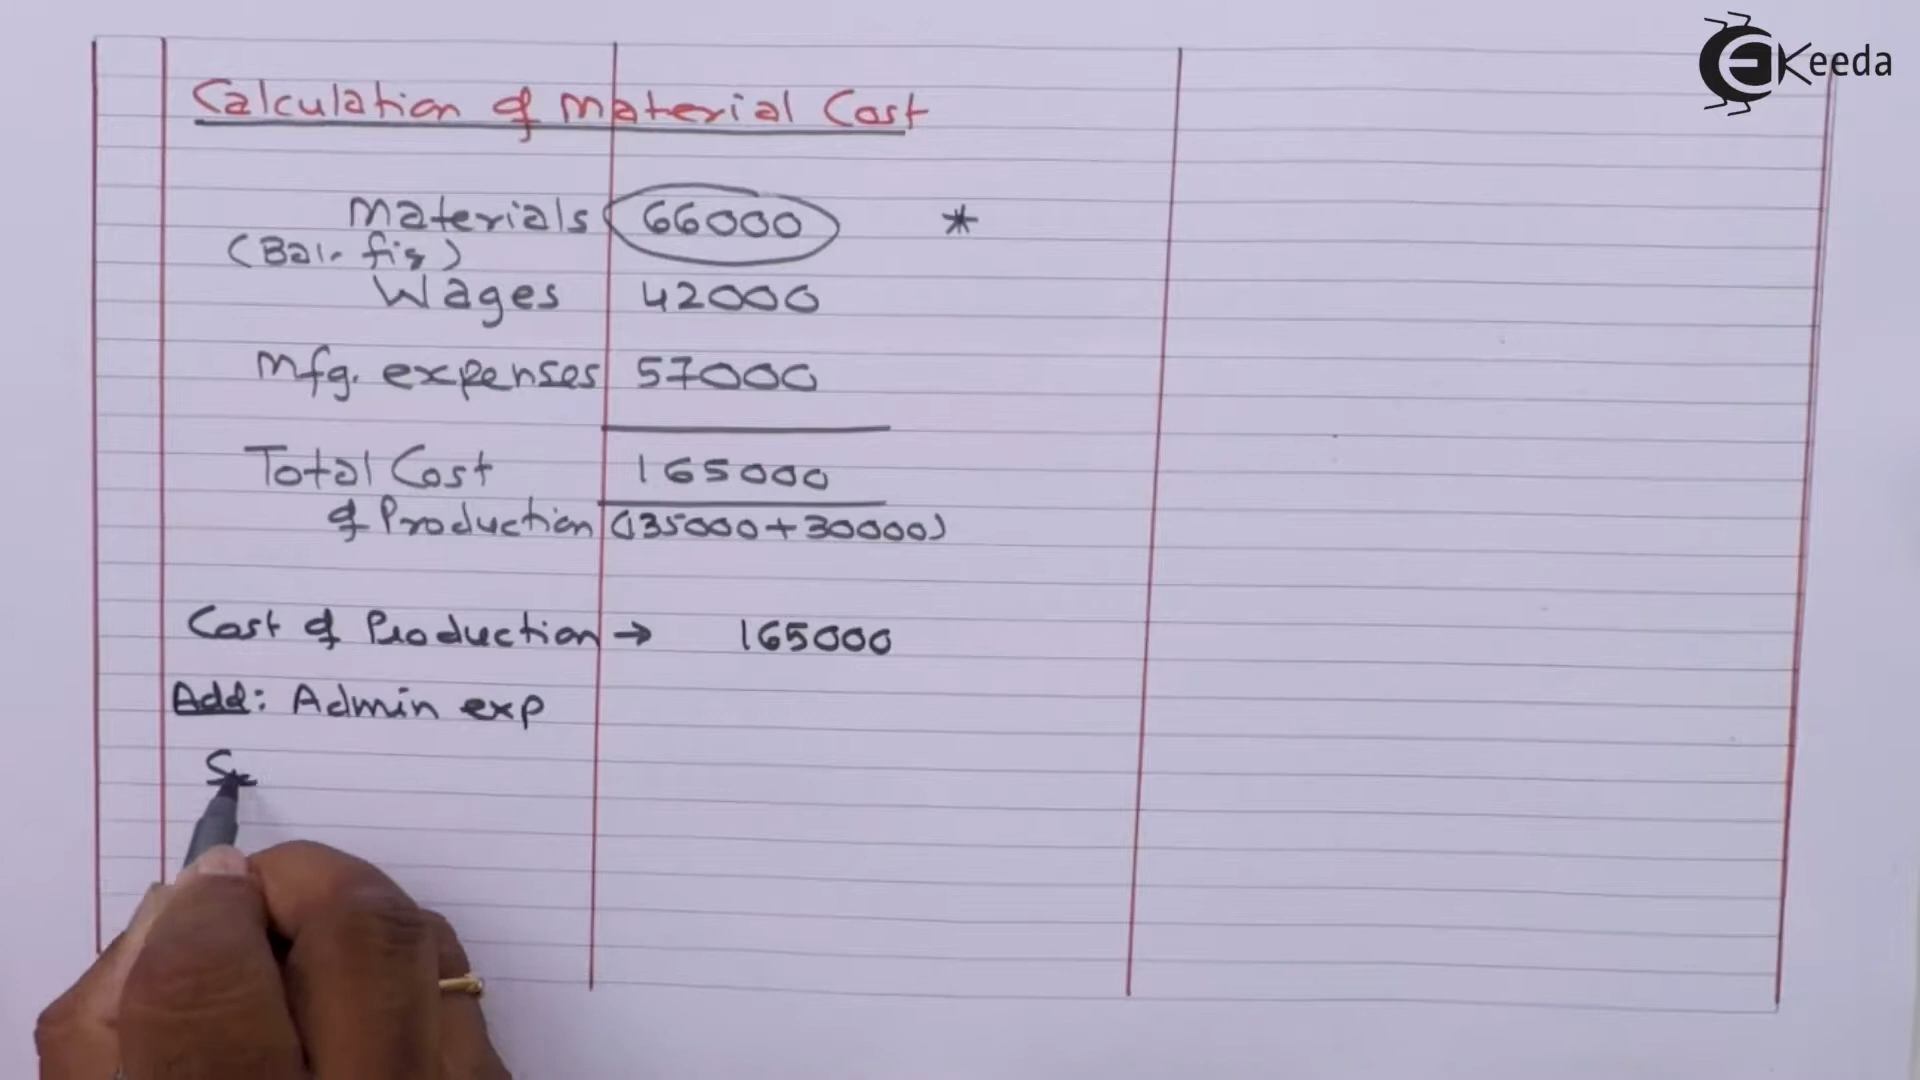 Keeda
Calculation of Material Cost
Materials 66000 *
(Bal. fig)
Wages 42000
Mfg. expenses 57000
Total Cost 165000
of Production (135000+30000)
Cost of Production → 165000
Add: Admin exp